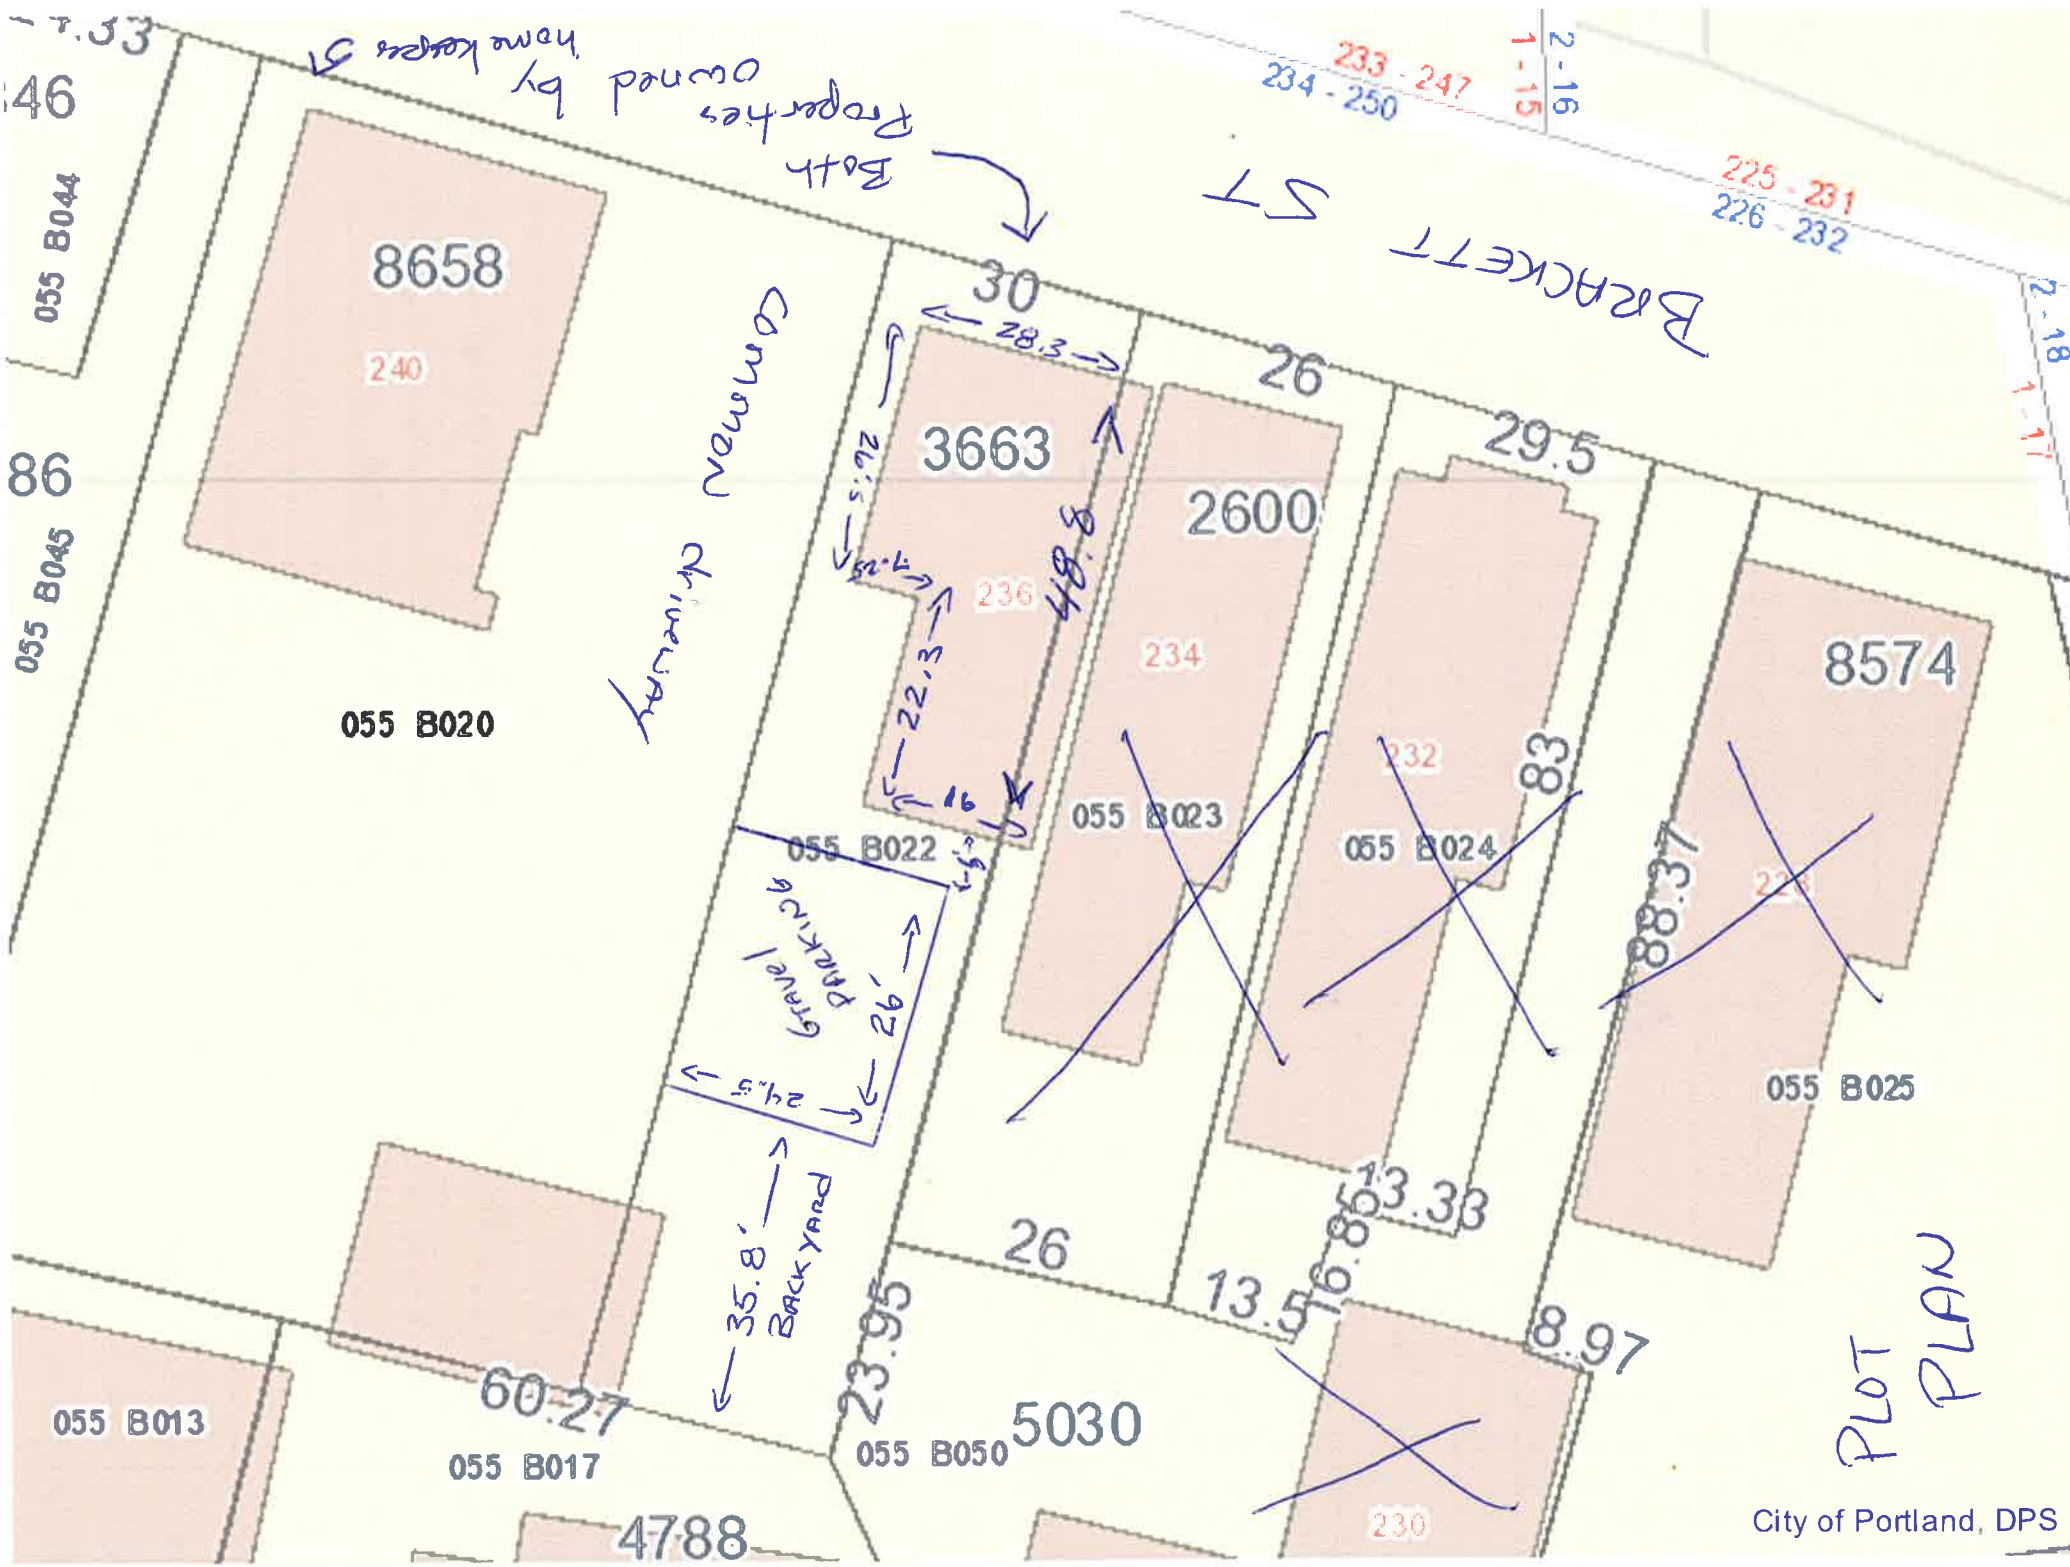 46
055 B044
86
055 B045
8658
240
055 B020
Both
Properties
owned by
homekeepers
BRACKETT ST
233 - 247
234 - 250
1 - 15
2 - 16
225 - 231
226 - 232
2 - 18
1 - 17
Common
Driveway
30
28.3
26'.5"
3663
7.25
236
48.8
22.3
055 B022
Gravel
PARKING
26'
24.5
35.8'
BACKYARD
26
2600
234
055 B023
26
29.5
232
055 B024
83
13.33
16.85
13.5
8574
88.37
055 B025
8.97
23.95
60.27
055 B013
055 B017
4788
055 B050
5030
230
PLOT
PLAN
City of Portland, DPS